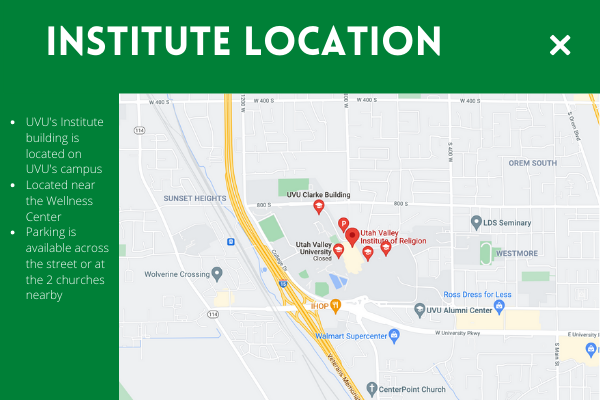 INSTITUTE LOCATION
UVU's Institute
building is
located on
UVU's campus
Located near
the Wellness
Center
Parking is
available across
the street or at
the 2 churches
nearby
W 400 S
W 400 S
W 400 S
1200 W
400 W
S 400 W
S Orem Blvd
114
OREM SOUTH
SUNSET HEIGHTS
UVU Clarke Building
800 S
800 S
LDS Seminary
P
Utah Valley
Institute of Religion
Utah Valley
University
Closed
WESTMORE
College Dr
Wolverine Crossing
15
Ross Dress for Less
IHOP
UVU Alumni Center
114
W University Pkwy
E University
Walmart Supercenter
S Main St
Veterans Memorial
CenterPoint Church